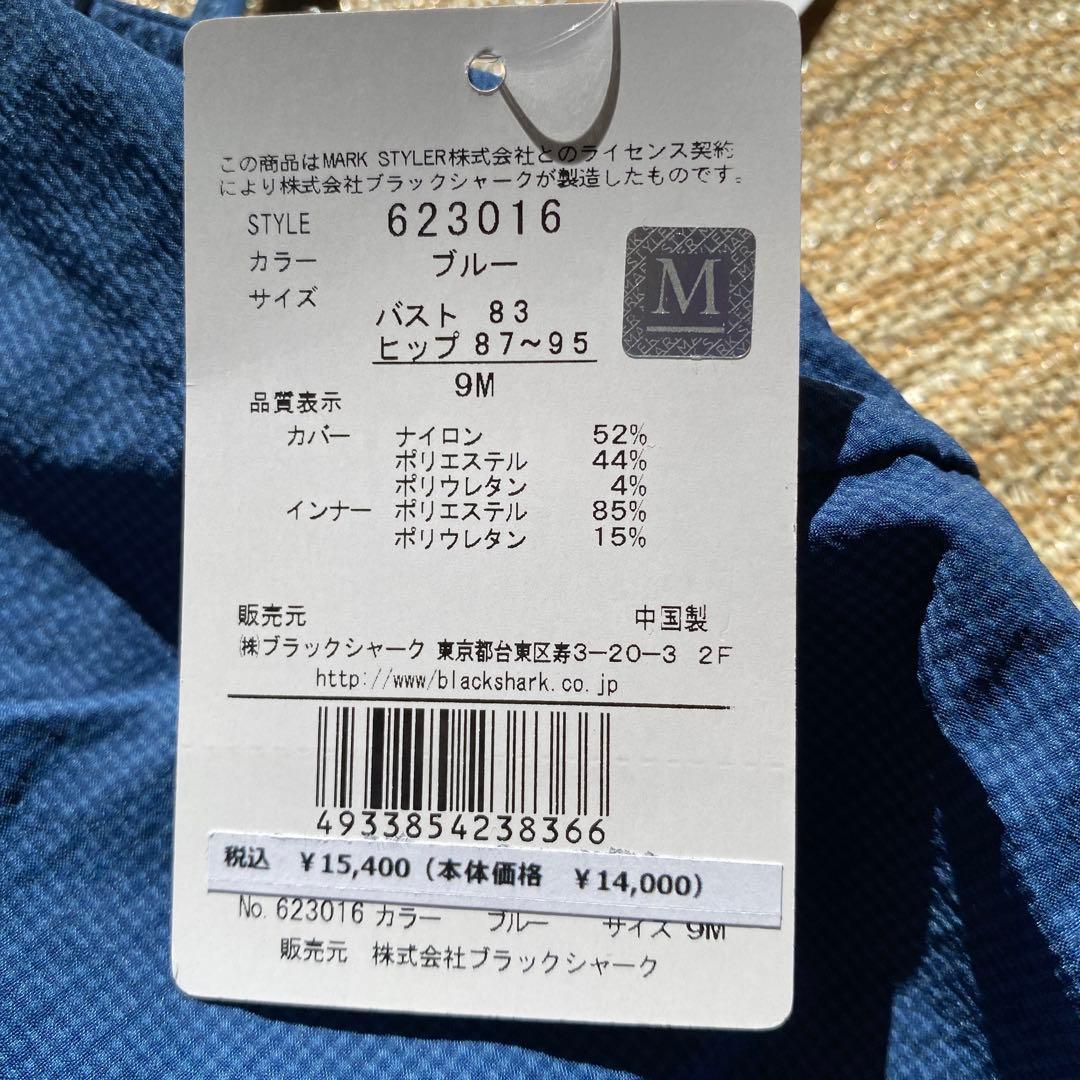 この商品はMARK STYLER株式会社とのライセンス契約
により株式会社ブラックシャークが製造したものです。
STYLE 623016
カラー ブルー
サイズ
バスト 83
ヒップ 87~95
9M
M
品質表示
カバー ナイロン 52%
ポリエステル 44%
ポリウレタン 4%
インナー ポリエステル 85%
ポリウレタン 15%
販売元 中国製
㈱ブラックシャーク 東京都台東区寿3-20-3 2F
http://www/blackshark.co.jp
4933854238366
税込 ¥15,400(本体価格 ¥14,000)
No. 623016 カラー ブルー サイズ 9M
販売元 株式会社ブラックシャーク